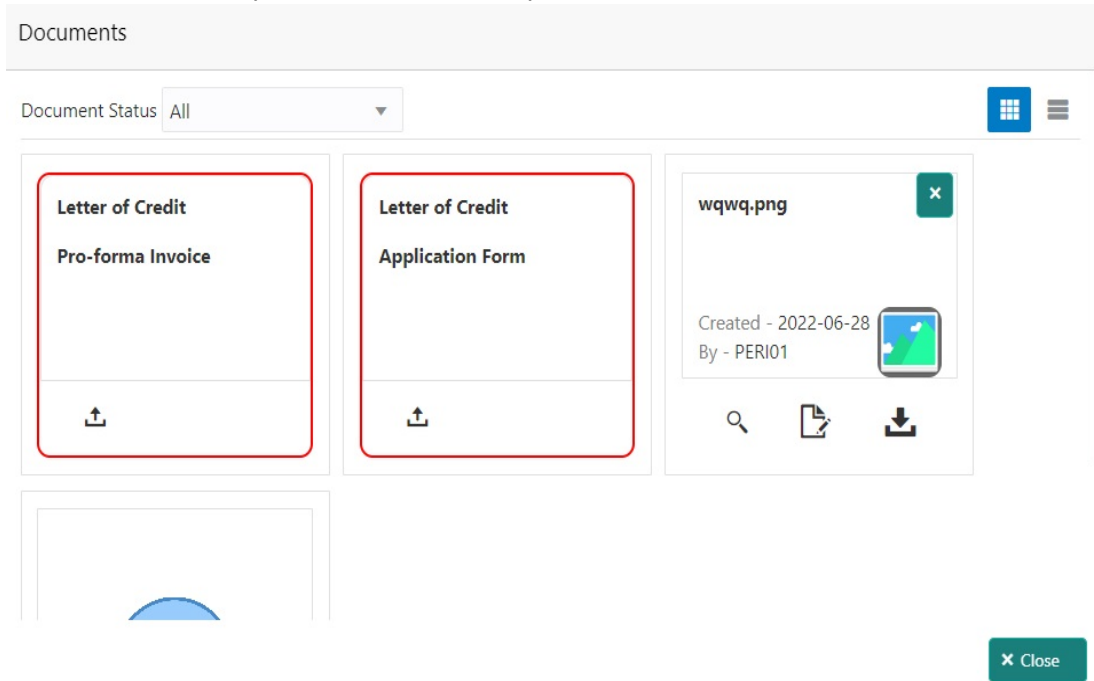 Documents
Document Status All
Letter of Credit
Pro-forma Invoice
Letter of Credit
Application Form
wqwq.png
Created - 2022-06-28
By - PERI01
Close